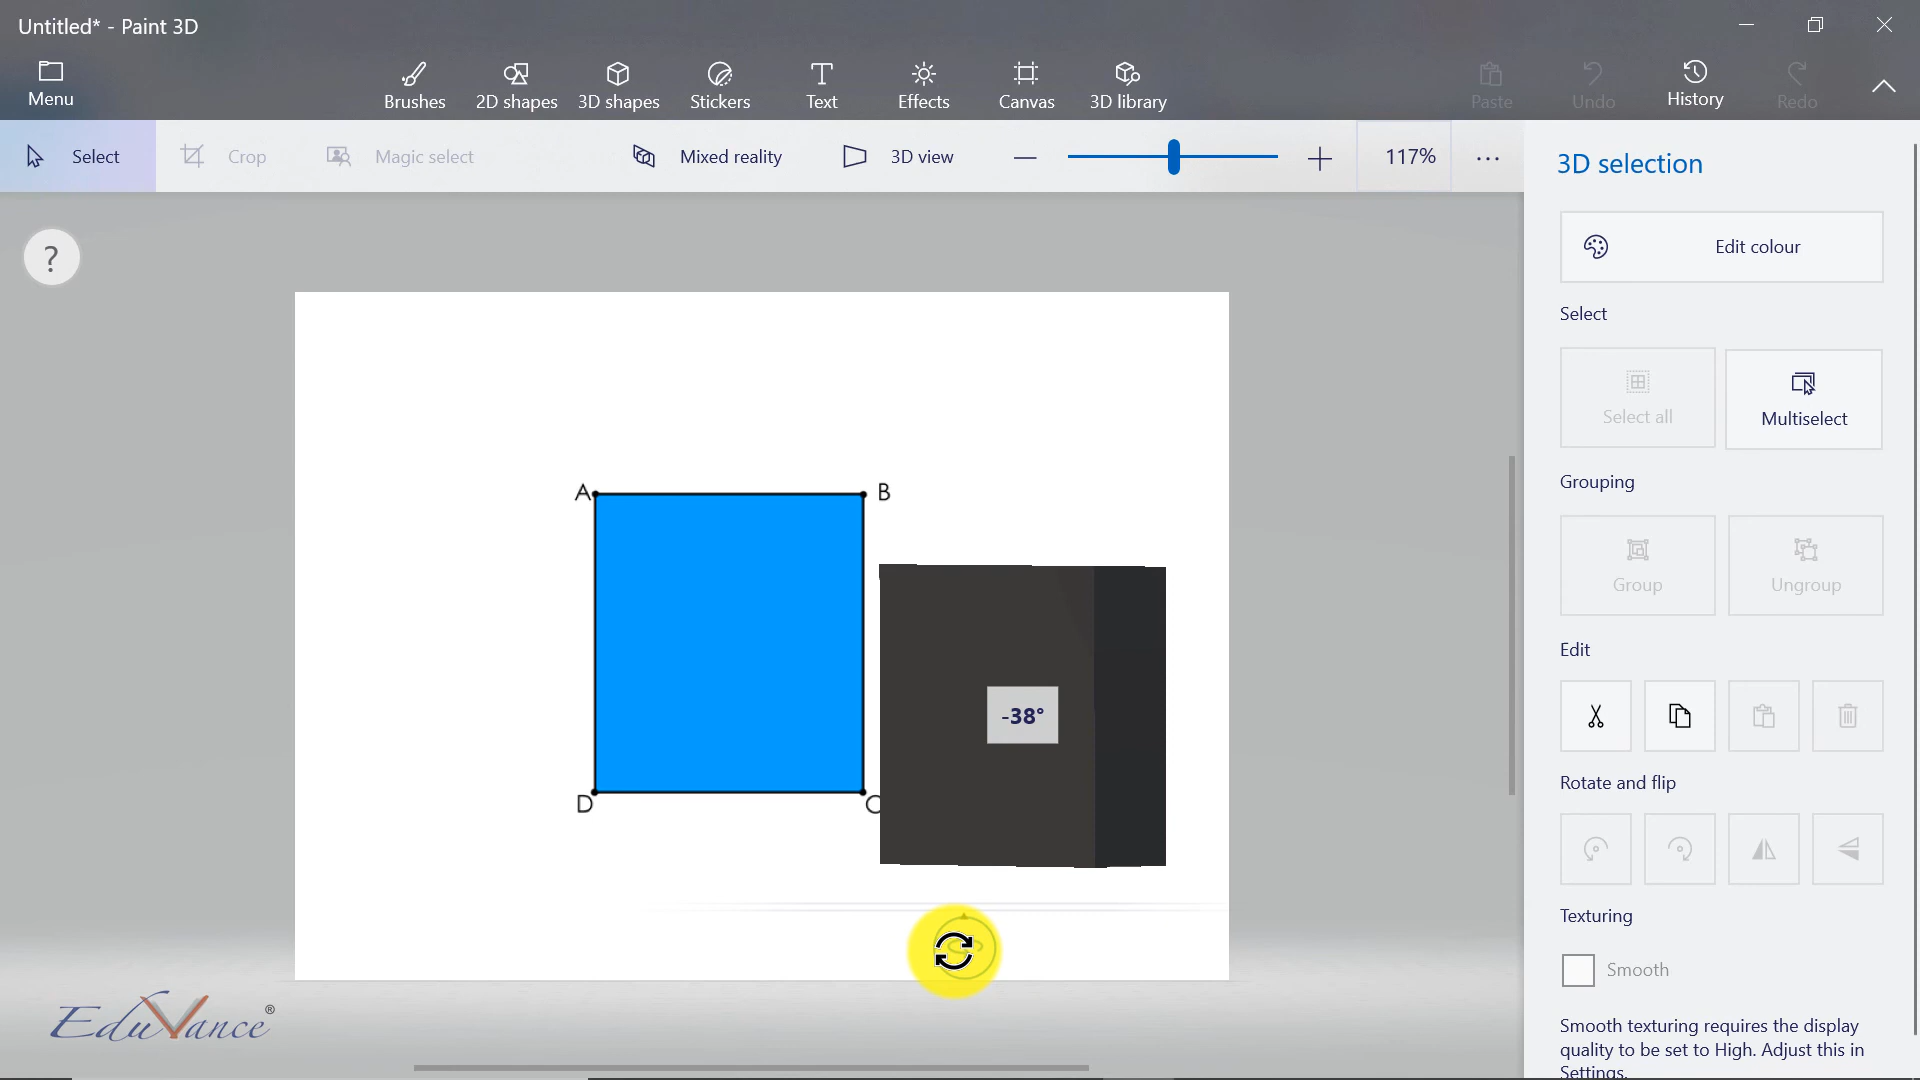 Untitled* - Paint 3D
Menu
Brushes
2D shapes
3D shapes
Stickers
Text
Effects
Canvas
3D library
Paste
Undo
History
Redo
Select
Crop
Magic select
Mixed reality
3D view
117%
3D selection
Edit colour
Select
Select all
Multiselect
Grouping
Group
Ungroup
Edit
Rotate and flip
Texturing
Smooth
Smooth texturing requires the display
quality to be set to High. Adjust this in
Settings.
?
A
B
D
C
-38°
EduVance®